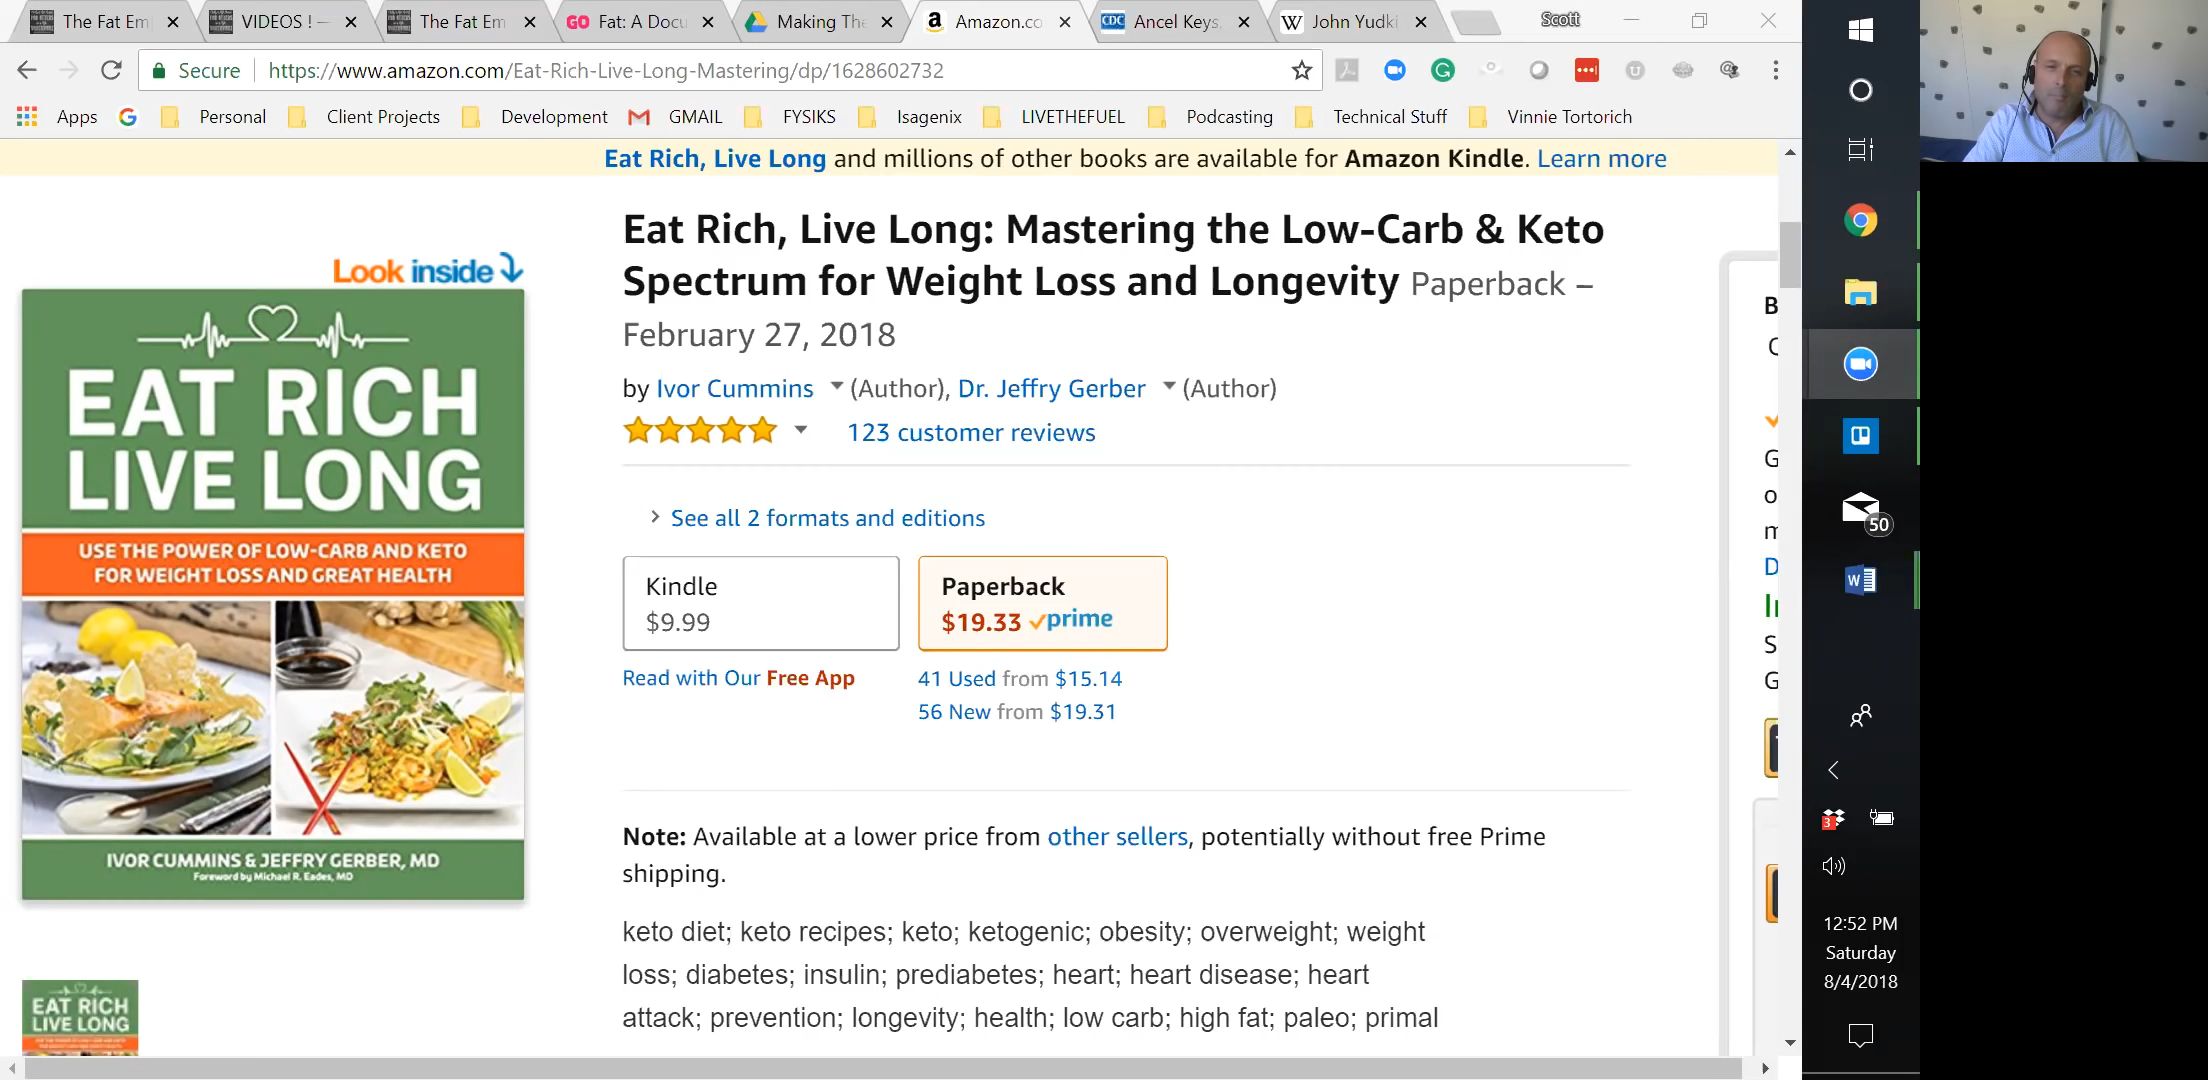 The Fat Em
VIDEOS ! –
The Fat Em
GO Fat: A Docu
Making The
a Amazon.co
CDC Ancel Keys,
W John Yudki
Scott
Secure https://www.amazon.com/Eat-Rich-Live-Long-Mastering/dp/1628602732
Apps Personal Client Projects Development GMAIL FYSIKS Isagenix LIVETHEFUEL Podcasting Technical Stuff Vinnie Tortorich
Eat Rich, Live Long and millions of other books are available for Amazon Kindle. Learn more
Look inside
EAT RICH
LIVE LONG
USE THE POWER OF LOW-CARB AND KETO
FOR WEIGHT LOSS AND GREAT HEALTH
IVOR CUMMINS & JEFFRY GERBER, MD
Foreword by Michael R. Eades, MD
EAT RICH
LIVE LONG
Eat Rich, Live Long: Mastering the Low-Carb & Keto
Spectrum for Weight Loss and Longevity Paperback –
February 27, 2018
by Ivor Cummins (Author), Dr. Jeffry Gerber (Author)
123 customer reviews
See all 2 formats and editions
Kindle
$9.99
Paperback
$19.33 prime
Read with Our Free App
41 Used from $15.14
56 New from $19.31
Note: Available at a lower price from other sellers, potentially without free Prime
shipping.
keto diet; keto recipes; keto; ketogenic; obesity; overweight; weight
loss; diabetes; insulin; prediabetes; heart; heart disease; heart
attack; prevention; longevity; health; low carb; high fat; paleo; primal
50
W
3
12:52 PM
Saturday
8/4/2018